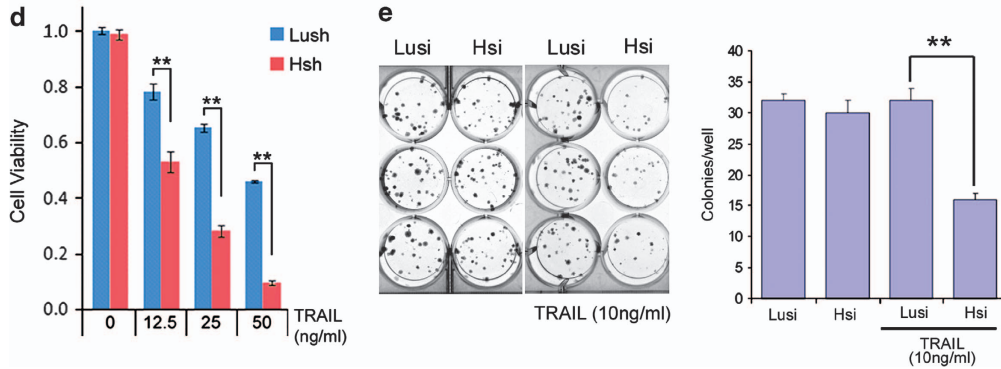 d
Cell Viability
1.0
0.8
0.6
0.4
0.2
0.0
Lush
Hsh
**
**
**
0 12.5 25 50
TRAIL
(ng/ml)
e
Lusi Hsi Lusi Hsi
TRAIL (10ng/ml)
Colonies/well
40
35
30
25
20
15
10
5
0
**
Lusi Hsi Lusi Hsi
TRAIL
(10ng/ml)